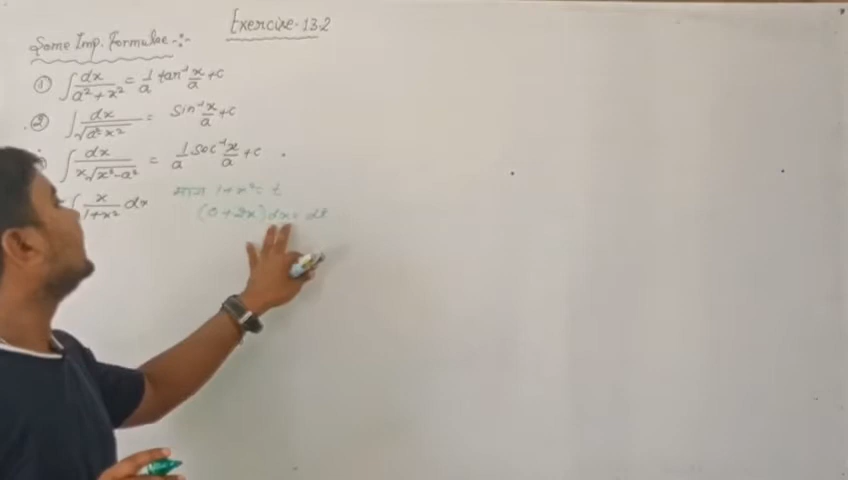 Exercise-13.2
Some Imp. Formulae -:-
① ∫ dx/(a²+x²) = 1/a tan⁻¹ x/a + c
② ∫ dx/√(a²-x²) = sin⁻¹ x/a + c
∫ dx/(x√(x²-a²)) = 1/a sec⁻¹ x/a + c
∫ x/(1+x²) dx माना 1+x² = t
(0+2x)dx = dt